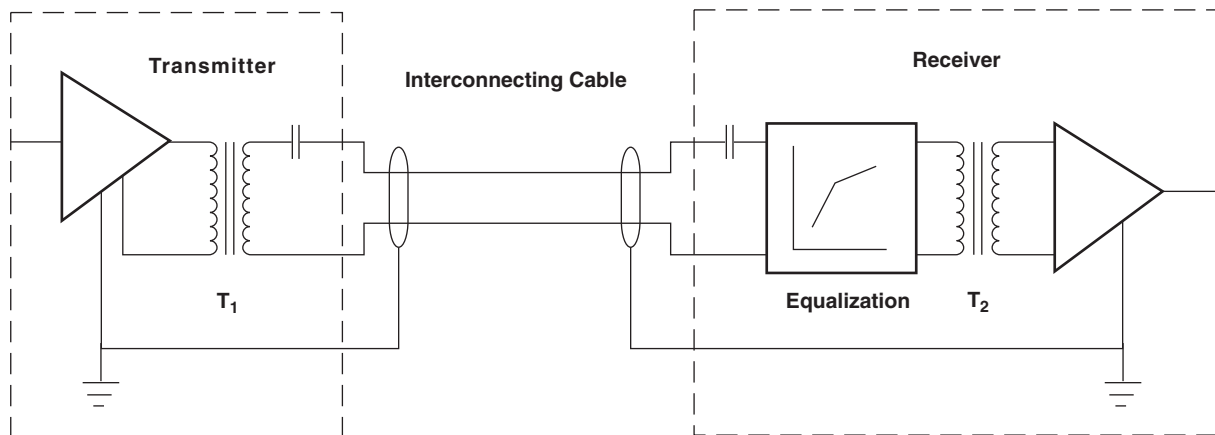 Transmitter
Interconnecting Cable
Receiver
T1
Equalization
T2